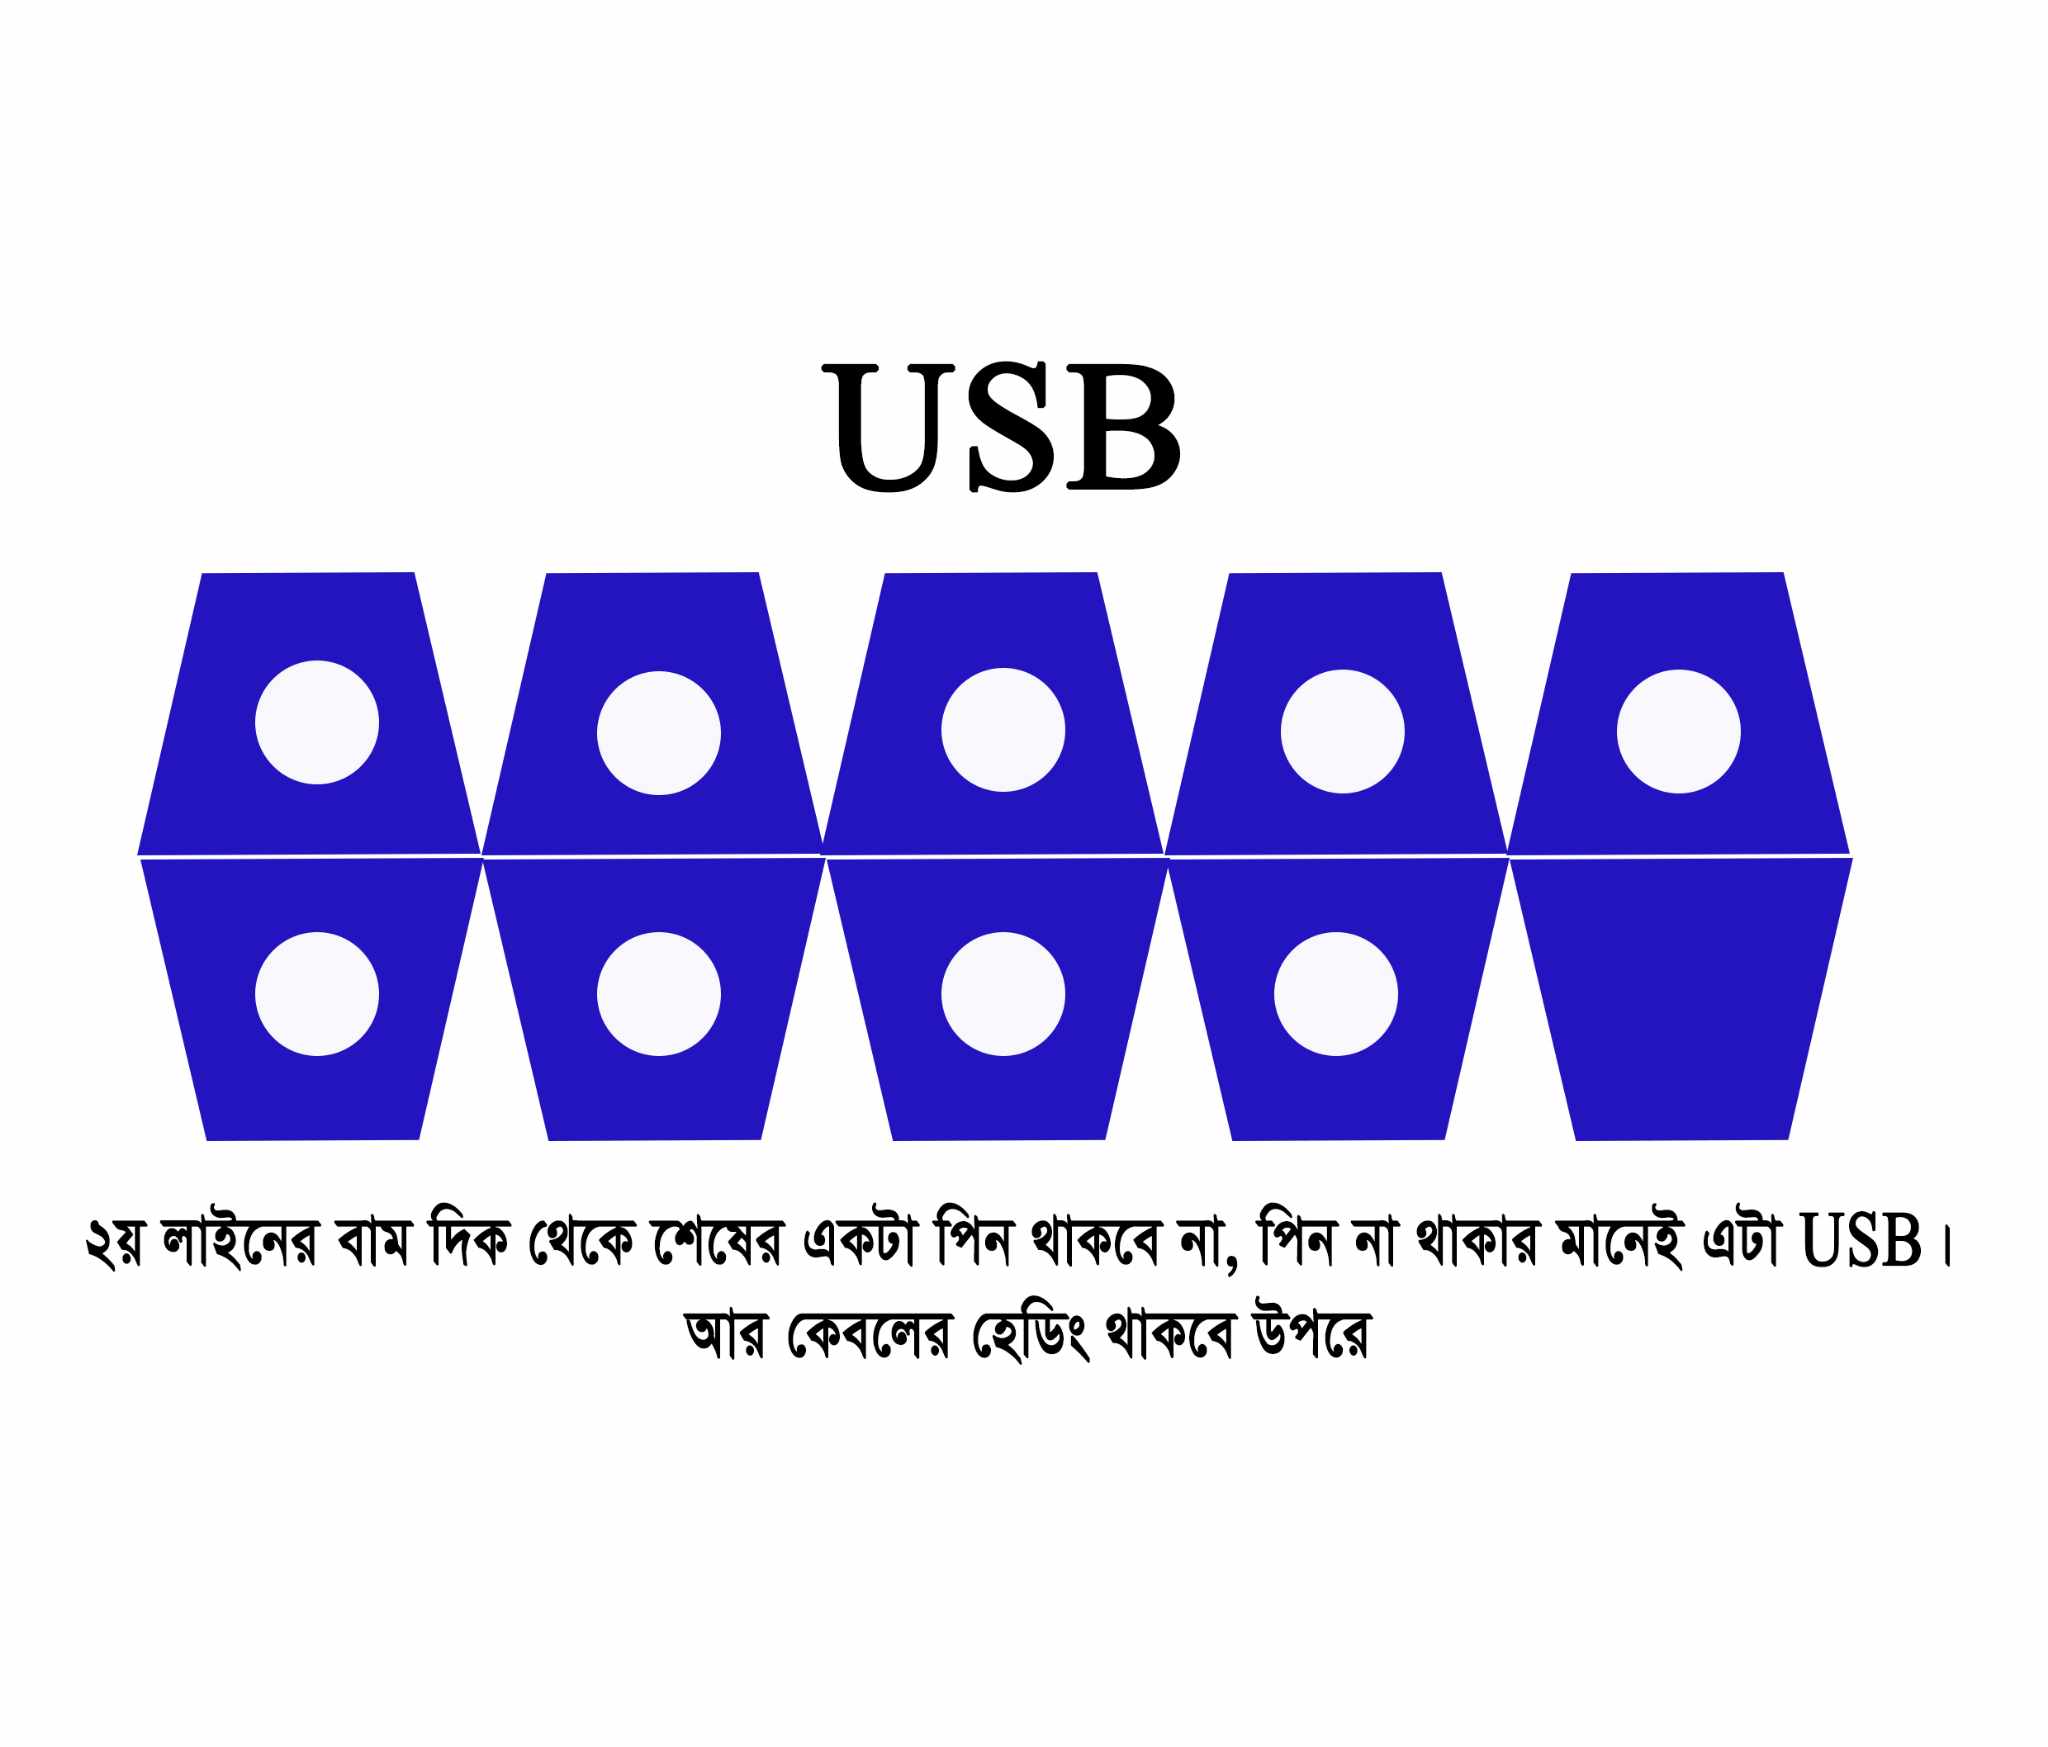 USB
২য় লাইনের বাম দিক থেকে শেষের একটা পিন থাকবে না, পিন না থাকার মানেই এটা USB।
আর কেবলের হেডিং থাকবে উপরে